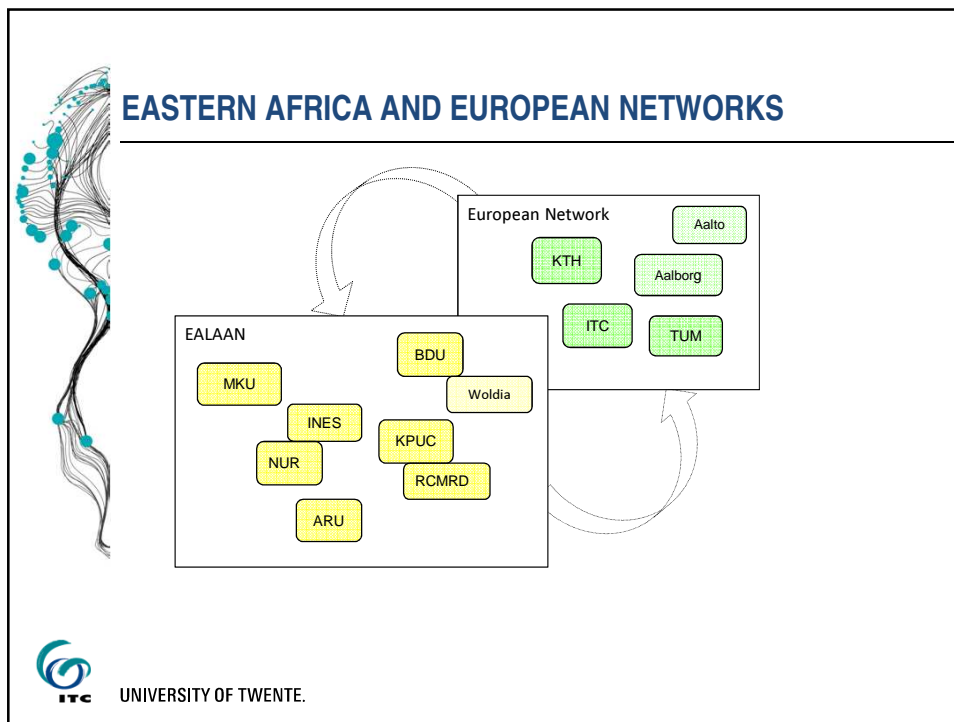 EASTERN AFRICA AND EUROPEAN NETWORKS
European Network
Aalto
KTH
Aalborg
ITC
TUM
EALAAN
BDU
MKU
Woldia
INES
KPUC
NUR
RCMRD
ARU
ITC
UNIVERSITY OF TWENTE.